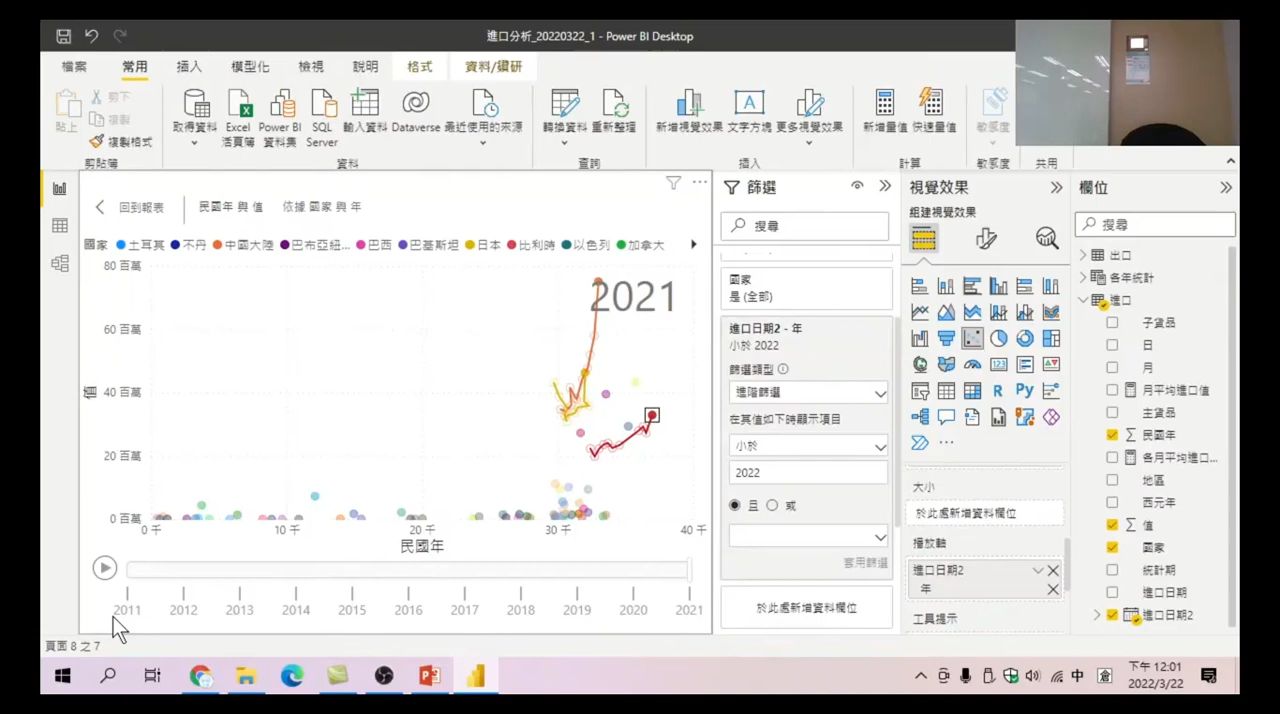 進口分析_20220322_1 - Power BI Desktop
檔案 常用 插入 模型化 檢視 說明 格式 資料/鑽研
貼上 剪下 複製 複製格式
取得資料 Excel 活頁簿 Power BI 資料集 SQL Server 輸入資料 Dataverse 最近使用的來源
轉換資料 重新整理
新增視覺效果 文字方塊 更多視覺效果
新增量值 快速量值
敏感度
剪貼簿 資料 查詢 插入 計算 敏感度 共用
回到報表 民國年 與 值 依據 國家 與 年
國家 土耳其 不丹 中國大陸 巴布亞紐... 巴西 巴基斯坦 日本 比利時 以色列 加拿大
2021
80 百萬
60 百萬
40 百萬
20 百萬
0 百萬
值
0 千 10 千 20 千 30 千 40 千
民國年
2011 2012 2013 2014 2015 2016 2017 2018 2019 2020 2021
頁面 8 之 7
篩選
搜尋
國家
是 (全部)
進口日期2 - 年
小於 2022
篩選類型
進階篩選
在其值如下時顯示項目
小於
2022
且 或
套用篩選
於此處新增資料欄位
視覺效果
組建視覺效果
123
R Py
大小
於此處新增資料欄位
播放軸
進口日期2
年
工具提示
欄位
搜尋
出口
各年統計
進口
子貨品
日
月
月平均進口值
主貨品
民國年
各月平均進口...
地區
西元年
值
國家
統計期
進口日期
進口日期2
中
下午 12:01
2022/3/22